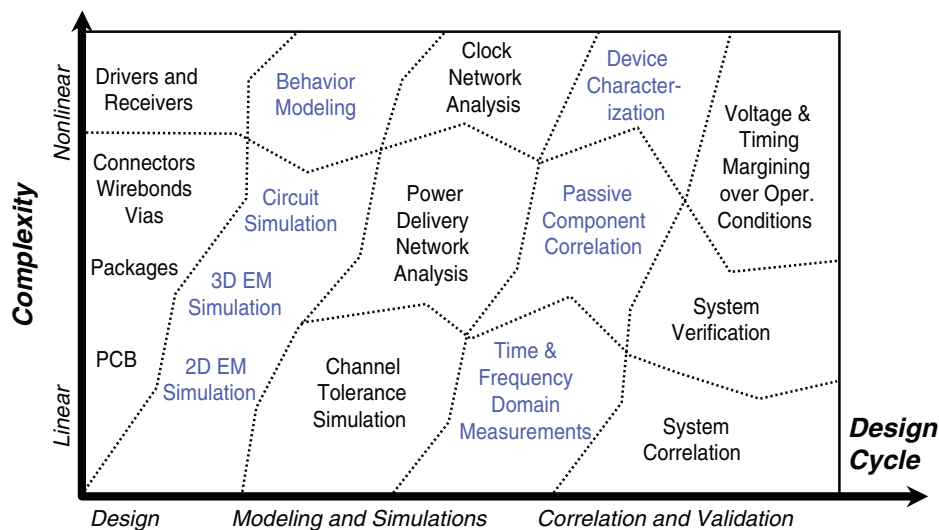 Complexity
Nonlinear
Linear
Drivers and
Receivers
Connectors
Wirebonds
Vias
Packages
PCB
Behavior
Modeling
Circuit
Simulation
3D EM
Simulation
2D EM
Simulation
Clock
Network
Analysis
Power
Delivery
Network
Analysis
Channel
Tolerance
Simulation
Device
Character-
ization
Passive
Component
Correlation
Time &
Frequency
Domain
Measurements
Voltage &
Timing
Margining
over Oper.
Conditions
System
Verification
System
Correlation
Design
Cycle
Design
Modeling and Simulations
Correlation and Validation